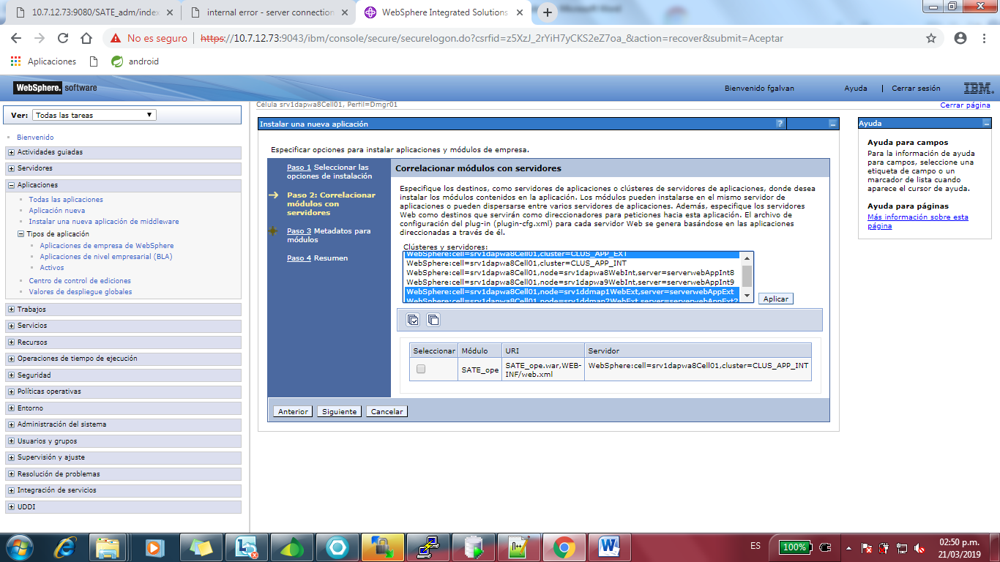 10.7.12.73:9080/SATE_adm/index
internal error - server connection
WebSphere Integrated Solutions
No es seguro
https://10.7.12.73:9043/ibm/console/secure/securelogon.do?csrfid=z5XzJ_2rYiH7yCKS2eZ7oa_&action=recover&submit=Aceptar
Aplicaciones
android
WebSphere. software
Bienvenido fgalvan
Ayuda
Cerrar sesión
IBM
Ver: Todas las tareas
Bienvenido
Actividades guiadas
Servidores
Aplicaciones
Todas las aplicaciones
Aplicación nueva
Instalar una nueva aplicación de middleware
Tipos de aplicación
Aplicaciones de empresa de WebSphere
Aplicaciones de nivel empresarial (BLA)
Activos
Centro de control de ediciones
Valores de despliegue globales
Trabajos
Servicios
Recursos
Operaciones de tiempo de ejecución
Seguridad
Políticas operativas
Entorno
Administración del sistema
Usuarios y grupos
Supervisión y ajuste
Resolución de problemas
Integración de servicios
UDDI
Célula srv1dapwa8Cell01, Perfil=Dmgr01
Cerrar página
Instalar una nueva aplicación
?
Especificar opciones para instalar aplicaciones y módulos de empresa.
Paso 1 Seleccionar las
opciones de instalación
Paso 2: Correlacionar
módulos con
servidores
Paso 3 Metadatos para
módulos
Paso 4 Resumen
Correlacionar módulos con servidores
Especifique los destinos, como servidores de aplicaciones o clústeres de servidores de aplicaciones, donde desea
instalar los módulos contenidos en la aplicación. Los módulos pueden instalarse en el mismo servidor de
aplicaciones o pueden dispersarse entre varios servidores de aplicaciones. Además, especifique los servidores
Web como destinos que servirán como direccionadores para peticiones hacia esta aplicación. El archivo de
configuración del plug-in (plugin-cfg.xml) para cada servidor Web se genera basándose en las aplicaciones
direccionadas a través de él.
Clústeres y servidores:
WebSphere:cell=srv1dapwa8Cell01,cluster=CLUS_APP_EXT
WebSphere:cell=srv1dapwa8Cell01,cluster=CLUS_APP_INT
WebSphere:cell=srv1dapwa8Cell01,node=srv1dapwa8WebInt,server=serverwebAppInt8
WebSphere:cell=srv1dapwa8Cell01,node=srv1dapwa9WebInt,server=serverwebAppInt9
WebSphere:cell=srv1dapwa8Cell01,node=srv1ddmap1WebExt,server=serverwebAppExt
WebSphere:cell=srv1dapwa8Cell01,node=srv1ddmap2WebExt,server=serverwebAppExt2
Aplicar
Seleccionar Módulo URI Servidor
SATE_ope SATE_ope.war,WEB-INF/web.xml WebSphere:cell=srv1dapwa8Cell01,cluster=CLUS_APP_INT
Anterior Siguiente Cancelar
Ayuda
Ayuda para campos
Para la información de ayuda
para campos, seleccione una
etiqueta de campo o un
marcador de lista cuando
aparece el cursor de ayuda.
Ayuda para páginas
Más información sobre esta
página
ES
100%
02:50 p.m.
21/03/2019